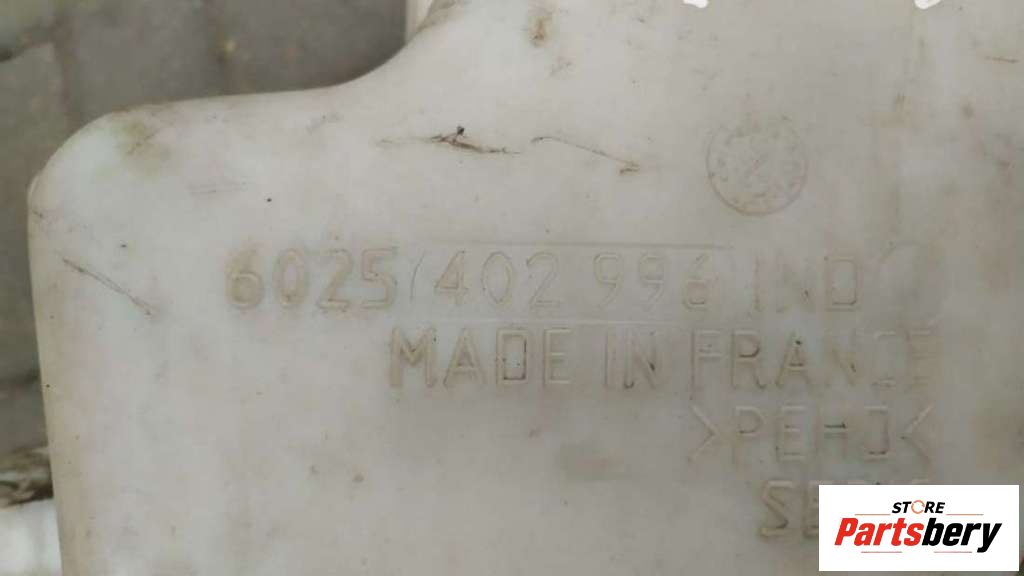 6025 402 996 IND
MADE IN FRANCE
>PEHD<
STORE
Partsbery